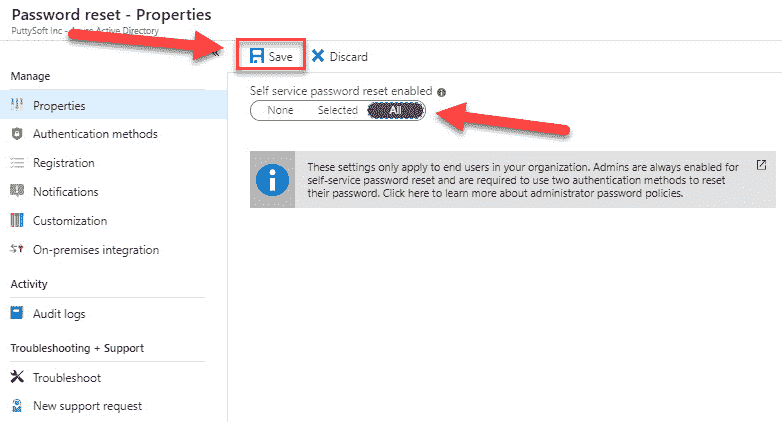 Password reset - Properties
PuttySoft Inc - Azure Active Directory
Save
Discard
Manage
Properties
Authentication methods
Registration
Notifications
Customization
On-premises integration
Activity
Audit logs
Troubleshooting + Support
Troubleshoot
New support request
Self service password reset enabled
None Selected All
These settings only apply to end users in your organization. Admins are always enabled for
self-service password reset and are required to use two authentication methods to reset
their password. Click here to learn more about administrator password policies.